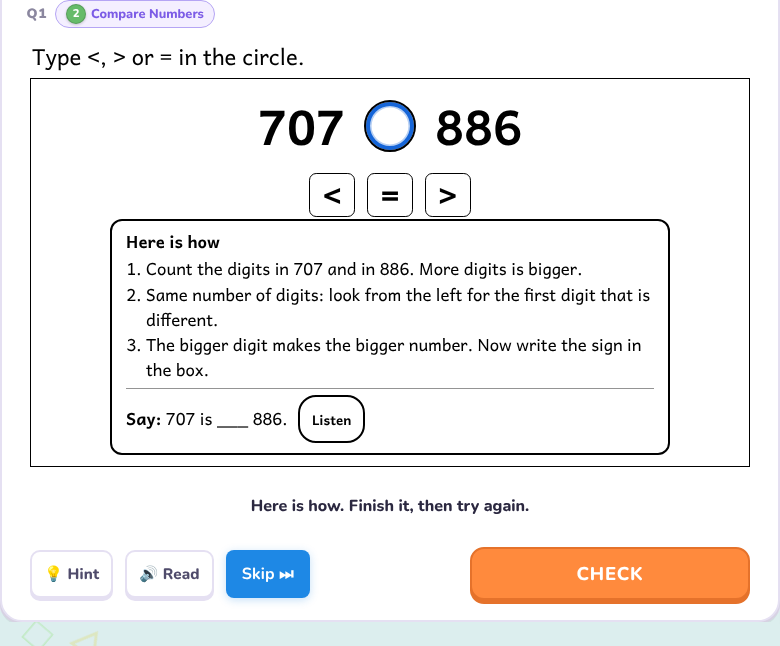 Q1 2 Compare Numbers
Type <, > or = in the circle.
707 886
< = >
Here is how
1. Count the digits in 707 and in 886. More digits is bigger.
2. Same number of digits: look from the left for the first digit that is
different.
3. The bigger digit makes the bigger number. Now write the sign in
the box.
Say: 707 is ___ 886. Listen
Here is how. Finish it, then try again.
💡 Hint 🔊 Read Skip ⏭ CHECK